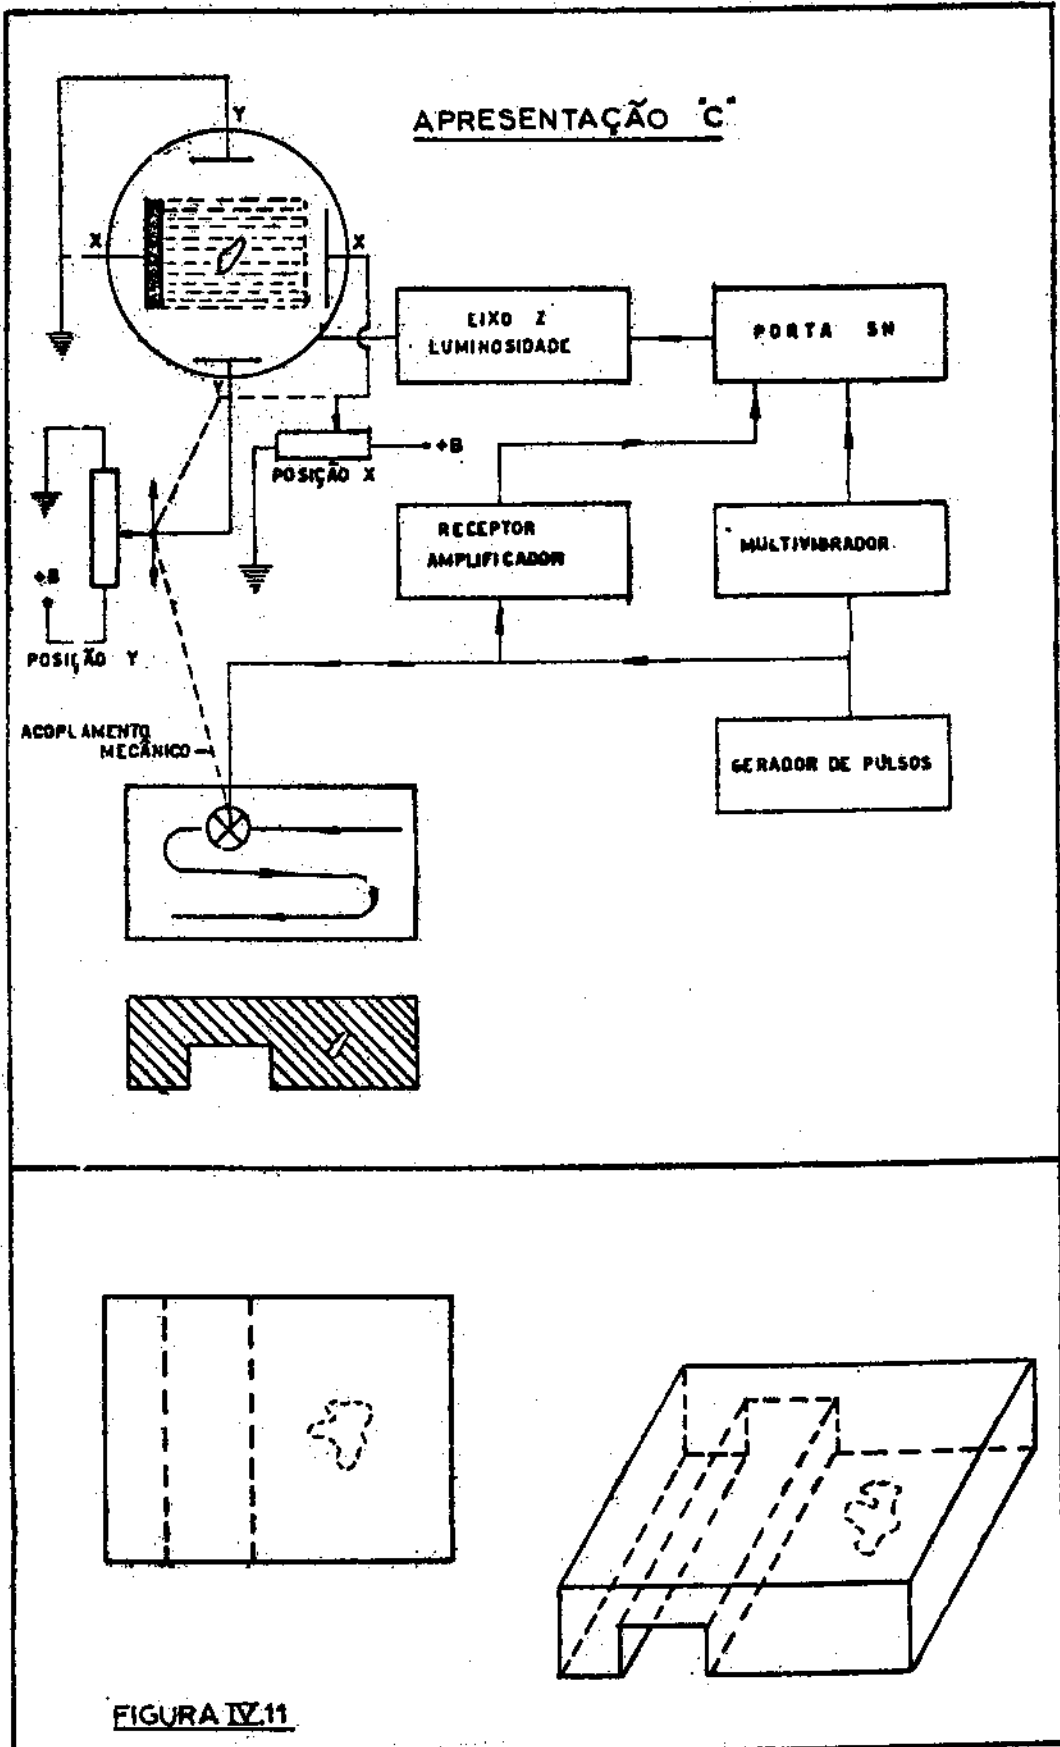 APRESENTAÇÃO "C"
Y
X
X
EIXO Z
LUMINOSIDADE
PORTA SN
Y
+B
POSIÇÃO X
RECEPTOR
AMPLIFICADOR
MULTIVIBRADOR
+B
POSIÇÃO Y
ACOPLAMENTO
MECÂNICO
GERADOR DE PULSOS
FIGURA IV.11